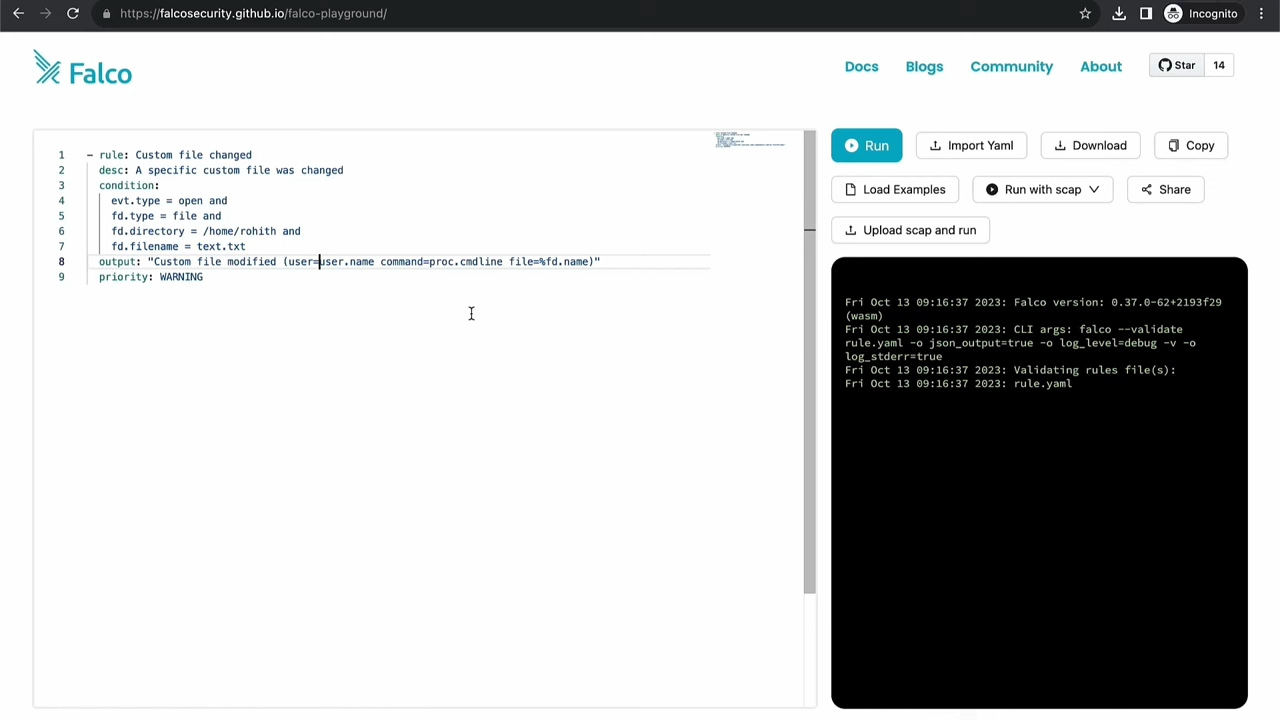 https://falcosecurity.github.io/falco-playground/
Incognito
Falco
Docs Blogs Community About Star 14
1 - rule: Custom file changed
2 desc: A specific custom file was changed
3 condition:
4 evt.type = open and
5 fd.type = file and
6 fd.directory = /home/rohith and
7 fd.filename = text.txt
8 output: "Custom file modified (user=user.name command=proc.cmdline file=%fd.name)"
9 priority: WARNING
Run Import Yaml Download Copy
Load Examples Run with scap Share
Upload scap and run
Fri Oct 13 09:16:37 2023: Falco version: 0.37.0-62+2193f29
(wasm)
Fri Oct 13 09:16:37 2023: CLI args: falco --validate
rule.yaml -o json_output=true -o log_level=debug -v -o
log_stderr=true
Fri Oct 13 09:16:37 2023: Validating rules file(s):
Fri Oct 13 09:16:37 2023: rule.yaml